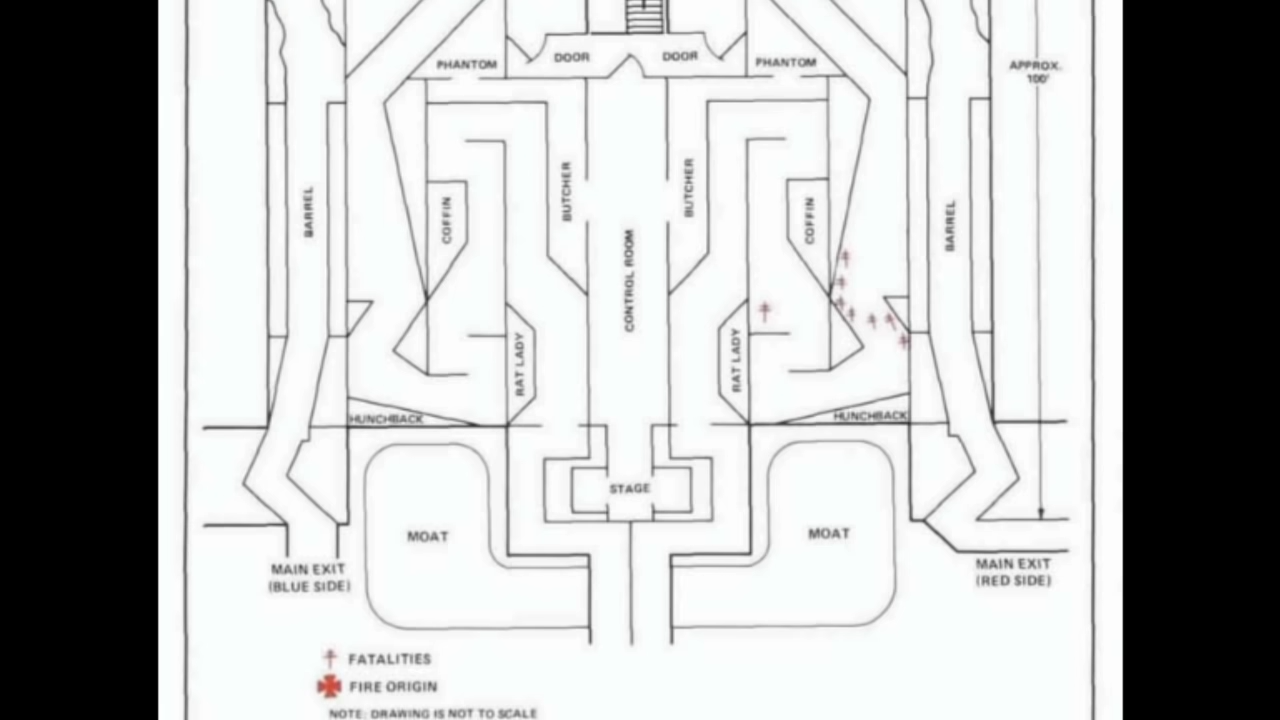 DOOR
DOOR
PHANTOM
PHANTOM
APPROX.
100'
BARREL
COFFIN
BUTCHER
CONTROL ROOM
BUTCHER
COFFIN
BARREL
RAT LADY
RAT LADY
HUNCHBACK
HUNCHBACK
STAGE
MOAT
MOAT
MAIN EXIT
(BLUE SIDE)
MAIN EXIT
(RED SIDE)
FATALITIES
FIRE ORIGIN
NOTE: DRAWING IS NOT TO SCALE